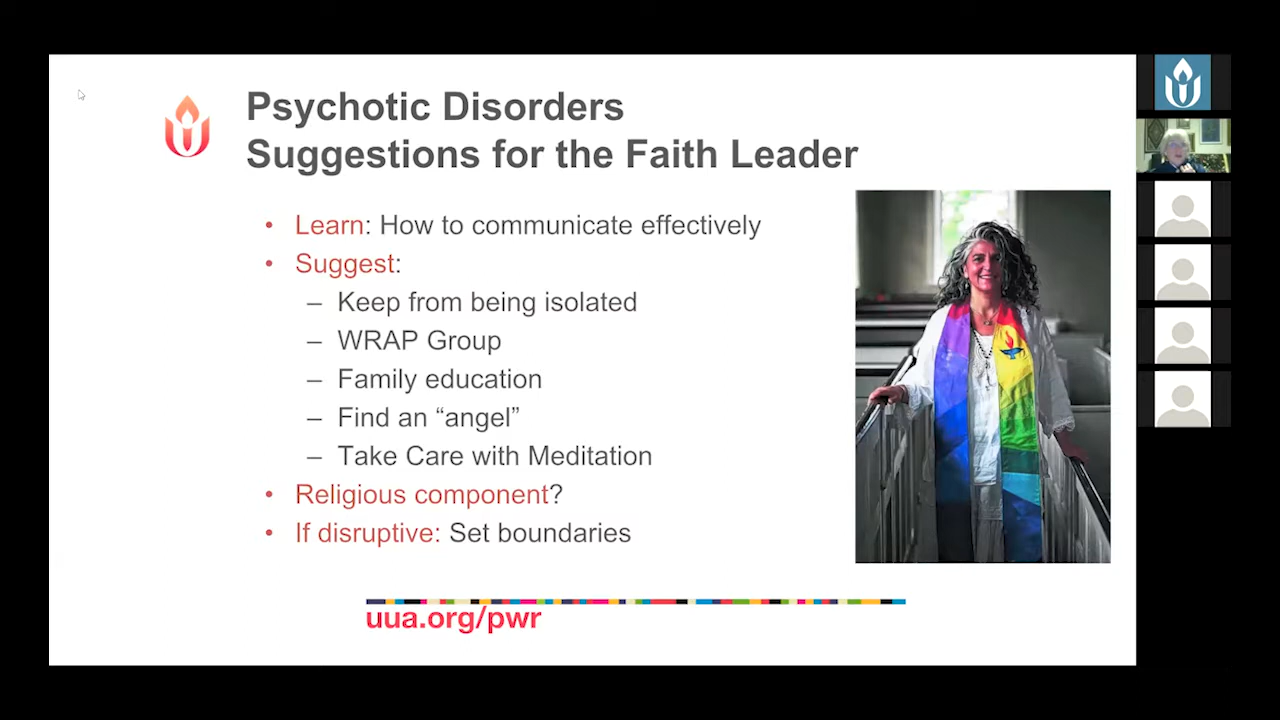 Psychotic Disorders
Suggestions for the Faith Leader
• Learn: How to communicate effectively
• Suggest:
– Keep from being isolated
– WRAP Group
– Family education
– Find an “angel”
– Take Care with Meditation
• Religious component?
• If disruptive: Set boundaries
uua.org/pwr